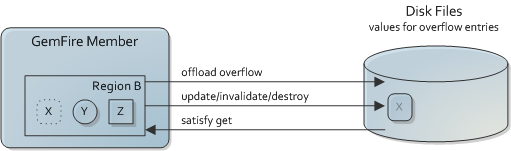 Disk Files
values for overflow entries
GemFire Member
Region B
X
Y
Z
offload overflow
update/invalidate/destroy
satisfy get
X